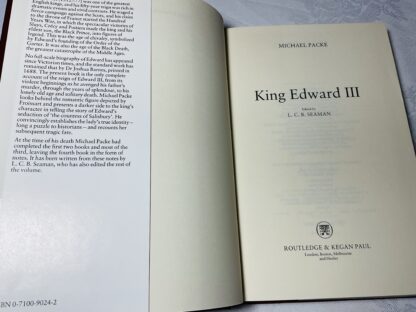 English kings, and his fifty-year reign was rich in
dramatic events and vivid contrasts. He waged a
fierce campaign against the Scots, and his claim
to the throne of France started the Hundred
Years War, in which the spectacular victories of
Sluys, Crécy and Poitiers made the king and his
eldest son, the Black Prince, into figures of
legend. This was the age of chivalry, symbolized
by Edward's founding of the Order of the
Garter. It was also the age of the Black Death,
the greatest catastrophe of the Middle Ages.
No full-scale biography of Edward has appeared
since Victorian times, and the standard work has
remained that by Dr Joshua Barnes, printed in
1688. The present book is the only complete
account of the reign of Edward III, from its
violent beginnings as he avenged his father's
murder, through the years of splendour, to his
lonely old age and solitary death. Michael Packe
looks behind the romantic figure depicted by
Froissart and presents a darker side to the king's
character in telling the story of Edward's
seduction of 'the countess of Salisbury'. He
convincingly establishes the lady's true identity –
long a puzzle to historians – and recounts her
subsequent tragic fate.
At the time of his death Michael Packe had
completed the first two books and most of the
third, leaving the fourth book in the form of
notes. It has been written from these notes by
L. C. B. Seaman, who has also edited the rest of
the volume.
ISBN 0-7100-9024-2
MICHAEL PACKE
King Edward III
Edited by
L. C. B. SEAMAN
ROUTLEDGE & KEGAN PAUL
London, Boston, Melbourne
and Henley